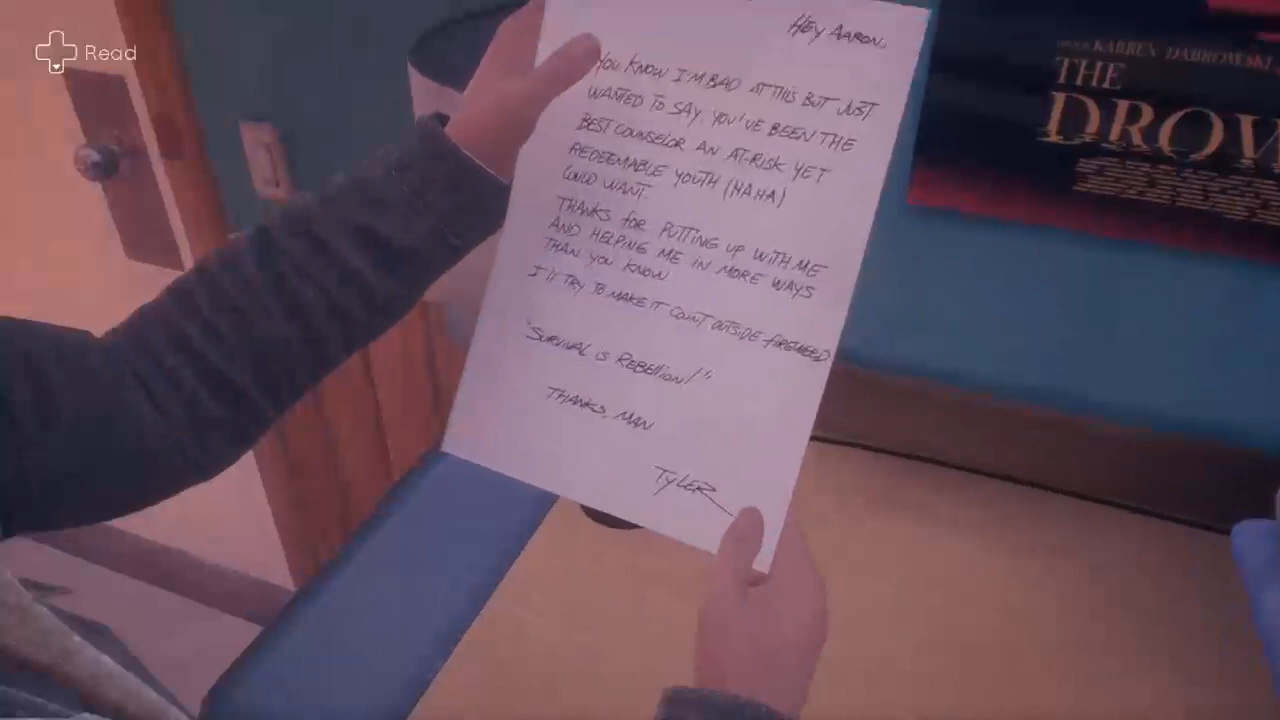 Read
HEY AARON,
YOU KNOW I'M BAD AT THIS BUT JUST
WANTED TO SAY, YOU'VE BEEN THE
BEST COUNSELOR AN AT-RISK YET
REDEEMABLE YOUTH (HAHA)
COULD WANT.
THANKS for PUTTING UP WITH ME
AND HELPING ME IN MORE WAYS
THAN YOU KNOW.
I'll TRY TO MAKE IT COUNT OUTSIDE fIREWEED
"SURVIVAL IS REBELLION!"
THANKS, MAN
TYLER
KARREN DABROWSKI
THE
DROW